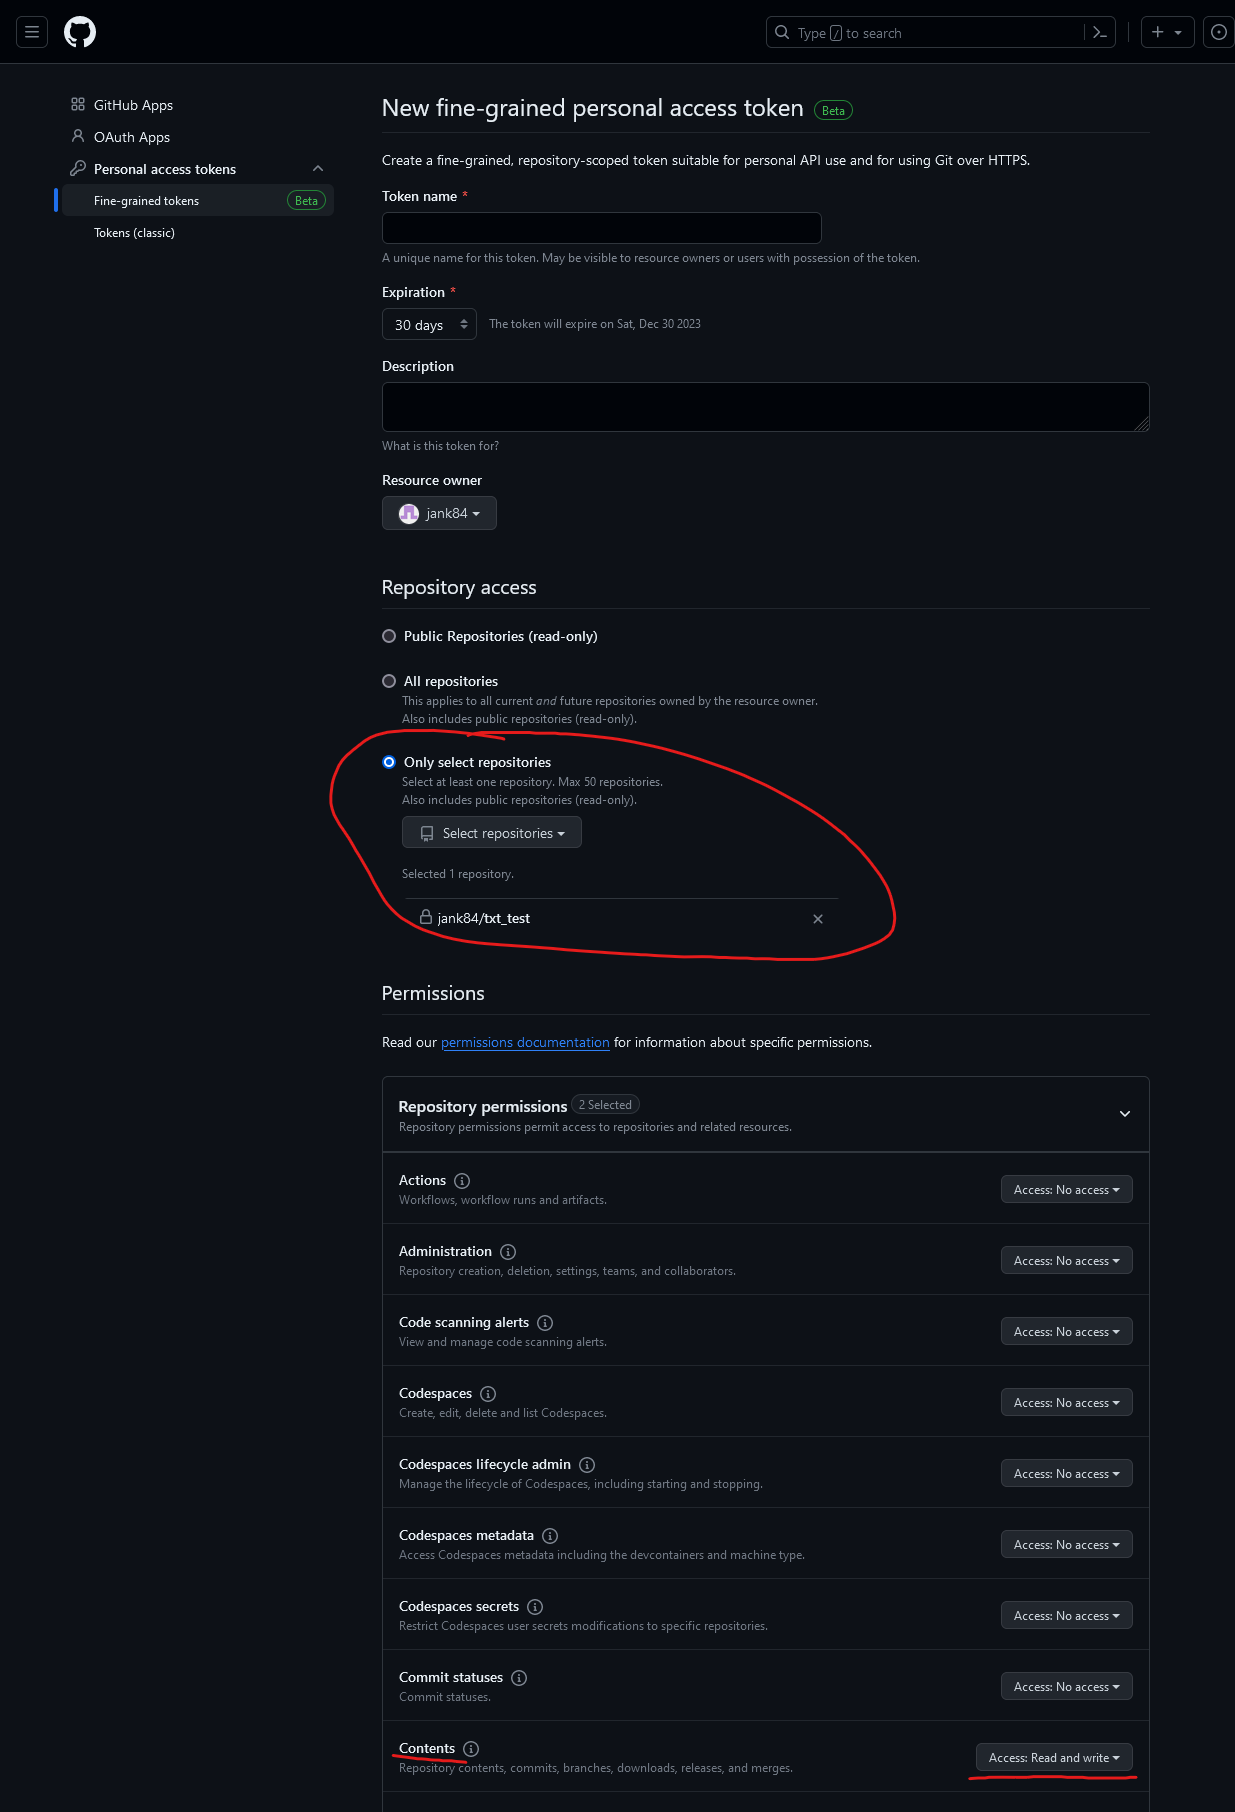 Type / to search
GitHub Apps
OAuth Apps
Personal access tokens
Fine-grained tokens Beta
Tokens (classic)
New fine-grained personal access token Beta
Create a fine-grained, repository-scoped token suitable for personal API use and for using Git over HTTPS.
Token name *
A unique name for this token. May be visible to resource owners or users with possession of the token.
Expiration *
30 days The token will expire on Sat, Dec 30 2023
Description
What is this token for?
Resource owner
jank84
Repository access
Public Repositories (read-only)
All repositories
This applies to all current and future repositories owned by the resource owner.
Also includes public repositories (read-only).
Only select repositories
Select at least one repository. Max 50 repositories.
Also includes public repositories (read-only).
Select repositories
Selected 1 repository.
jank84/txt_test
Permissions
Read our permissions documentation for information about specific permissions.
Repository permissions 2 Selected
Repository permissions permit access to repositories and related resources.
Actions
Workflows, workflow runs and artifacts.
Access: No access
Administration
Repository creation, deletion, settings, teams, and collaborators.
Access: No access
Code scanning alerts
View and manage code scanning alerts.
Access: No access
Codespaces
Create, edit, delete and list Codespaces.
Access: No access
Codespaces lifecycle admin
Manage the lifecycle of Codespaces, including starting and stopping.
Access: No access
Codespaces metadata
Access Codespaces metadata including the devcontainers and machine type.
Access: No access
Codespaces secrets
Restrict Codespaces user secrets modifications to specific repositories.
Access: No access
Commit statuses
Commit statuses.
Access: No access
Contents
Repository contents, commits, branches, downloads, releases, and merges.
Access: Read and write